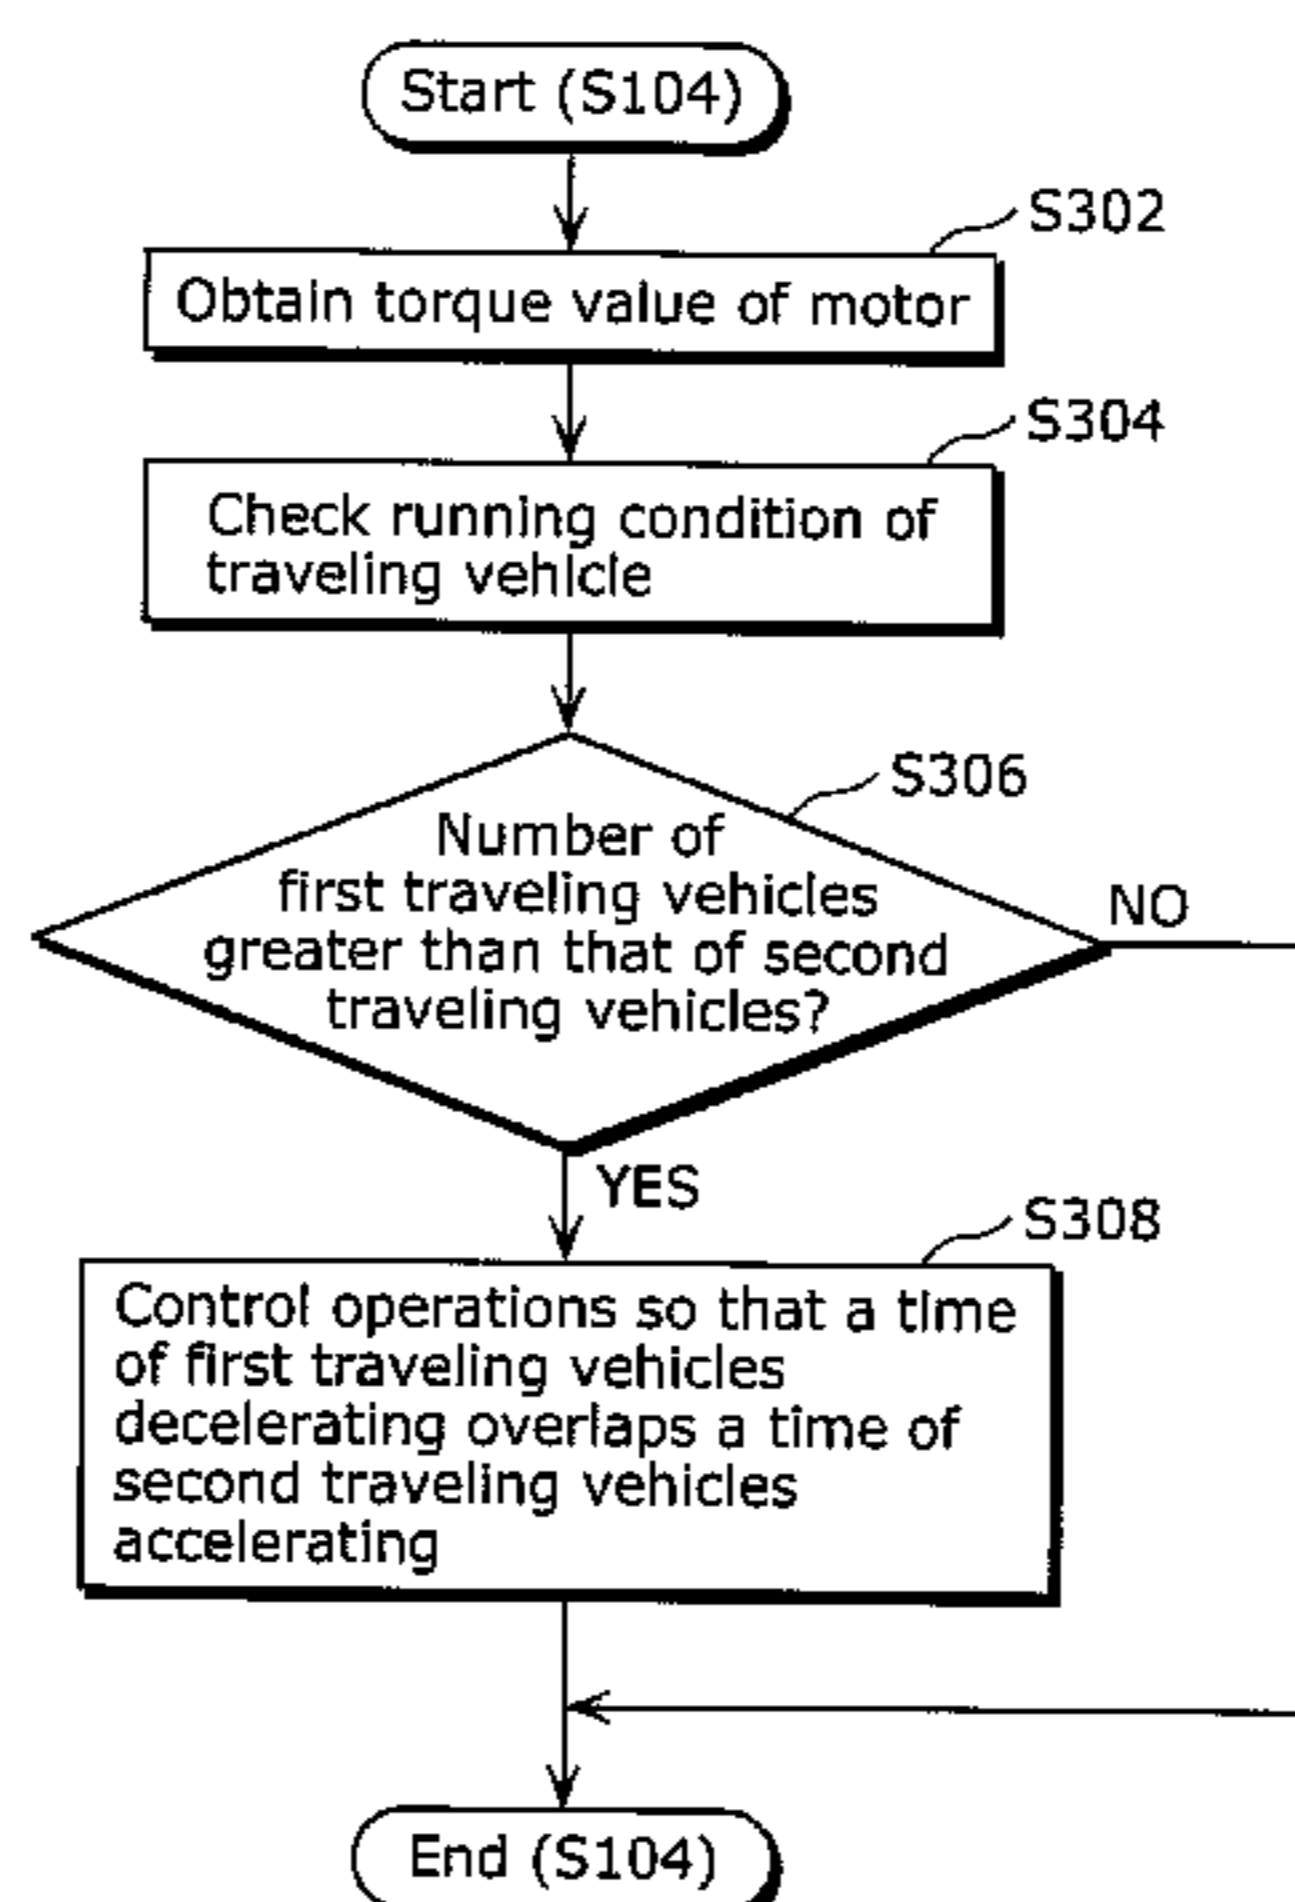 Start (S104)
S302
Obtain torque value of motor
S304
Check running condition of
traveling vehicle
S306
Number of
first traveling vehicles
greater than that of second
traveling vehicles?
NO
YES
S308
Control operations so that a time
of first traveling vehicles
decelerating overlaps a time of
second traveling vehicles
accelerating
End (S104)